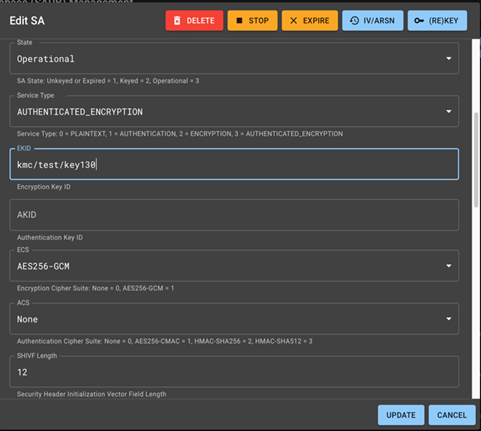 Edit SA
DELETE
STOP
EXPIRE
IV/ARSN
(RE)KEY
State
Operational
SA State: Unkeyed or Expired = 1, Keyed = 2, Operational = 3
Service Type
AUTHENTICATED_ENCRYPTION
Service Type: 0 = PLAINTEXT, 1 = AUTHENTICATION, 2 = ENCRYPTION, 3 = AUTHENTICATED_ENCRYPTION
EKID
kmc/test/key130
Encryption Key ID
AKID
Authentication Key ID
ECS
AES256-GCM
Encryption Cipher Suite: None = 0, AES256-GCM = 1
ACS
None
Authentication Cipher Suite: None = 0, AES256-CMAC = 1, HMAC-SHA256 = 2, HMAC-SHA512 = 3
SHIVF Length
12
Security Header Initialization Vector Field Length
UPDATE
CANCEL